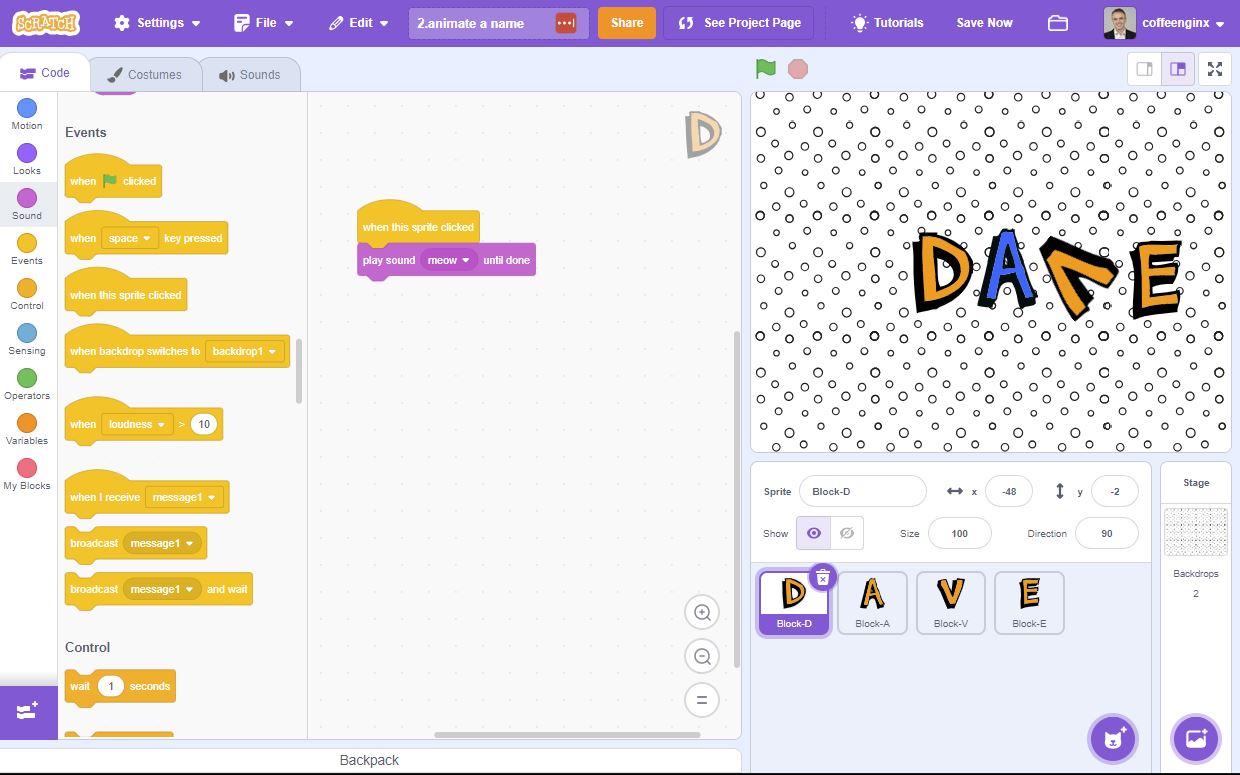 SCRATCH Settings File Edit 2.animate a name Share See Project Page Tutorials Save Now coffeenginx
Code Costumes Sounds
Motion
Looks
Sound
Events
Control
Sensing
Operators
Variables
My Blocks
Events
when clicked
when space key pressed
when this sprite clicked
when backdrop switches to backdrop1
when loudness > 10
when I receive message1
broadcast message1
broadcast message1 and wait
Control
wait 1 seconds
D
when this sprite clicked
play sound meow until done
=
Backpack
DAVE
Sprite Block-D x -48 y -2
Show Size 100 Direction 90
D A V E
Block-D Block-A Block-V Block-E
Stage
Backdrops
2